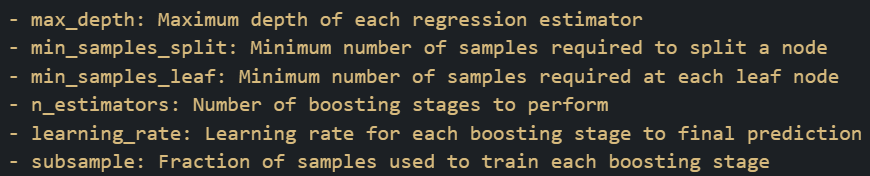 - max_depth: Maximum depth of each regression estimator
- min_samples_split: Minimum number of samples required to split a node
- min_samples_leaf: Minimum number of samples required at each leaf node
- n_estimators: Number of boosting stages to perform
- learning_rate: Learning rate for each boosting stage to final prediction
- subsample: Fraction of samples used to train each boosting stage